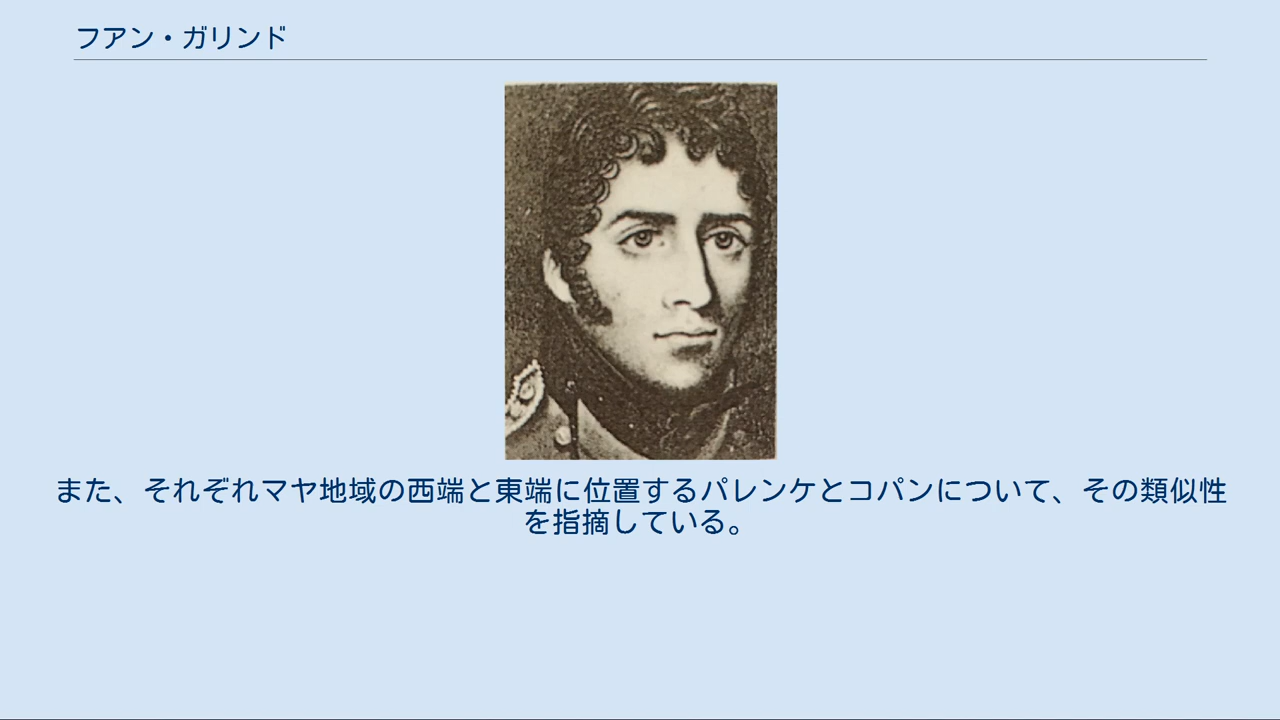 フアン・ガリンド
また、それぞれマヤ地域の西端と東端に位置するパレンケとコパンについて、その類似性
を指摘している。